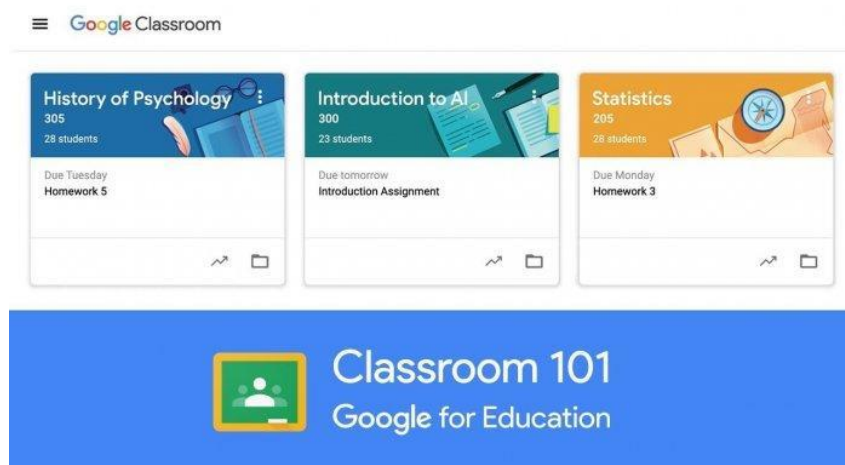 Google Classroom
History of Psychology
305
28 students
Due Tuesday
Homework 5
Introduction to AI
300
23 students
Due tomorrow
Introduction Assignment
Statistics
205
28 students
Due Monday
Homework 3
Classroom 101
Google for Education